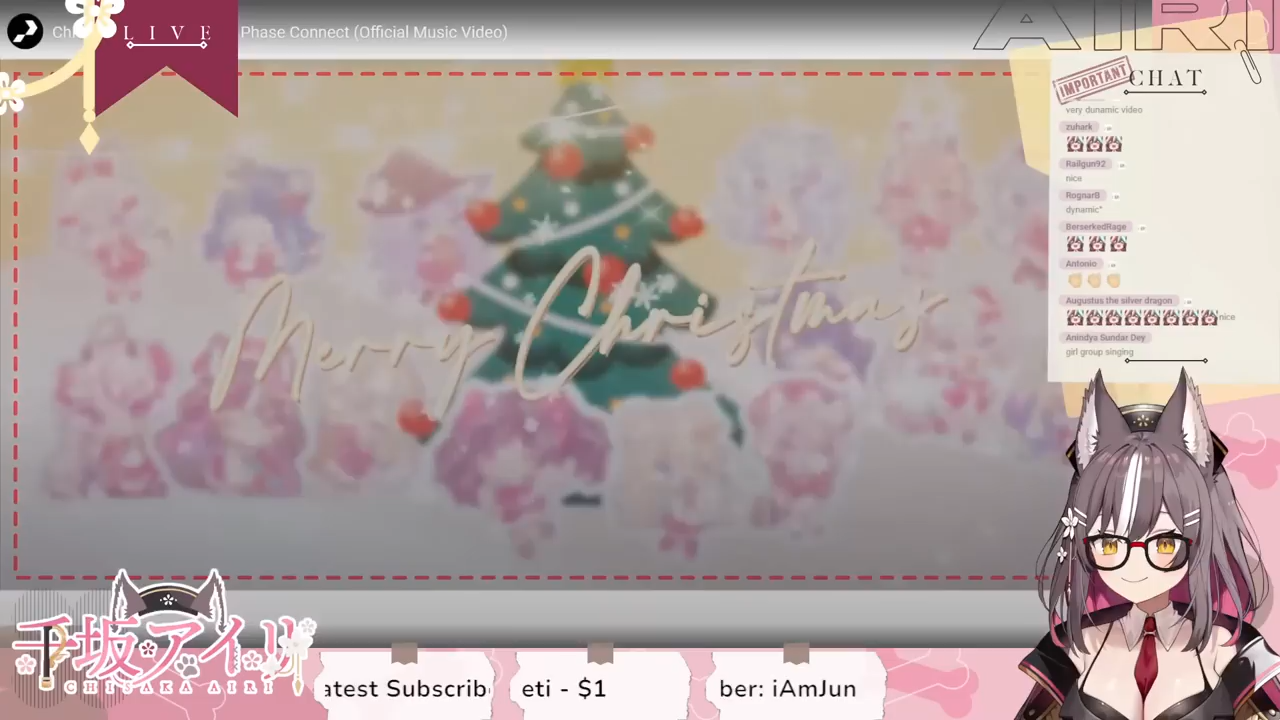 Ch
LIVE
Phase Connect (Official Music Video)
AIRI
IMPORTANT
CHAT
very dunamic video
zuhark
Railgun92
nice
RognarB
dynamic*
BerserkedRage
Antonio
Augustus the silver dragon
nice
Anindya Sundar Dey
girl group singing
Merry Christmas
千坂アイリ
CHISAKA AIRI
atest Subscrib
eti - $1
ber: iAmJun